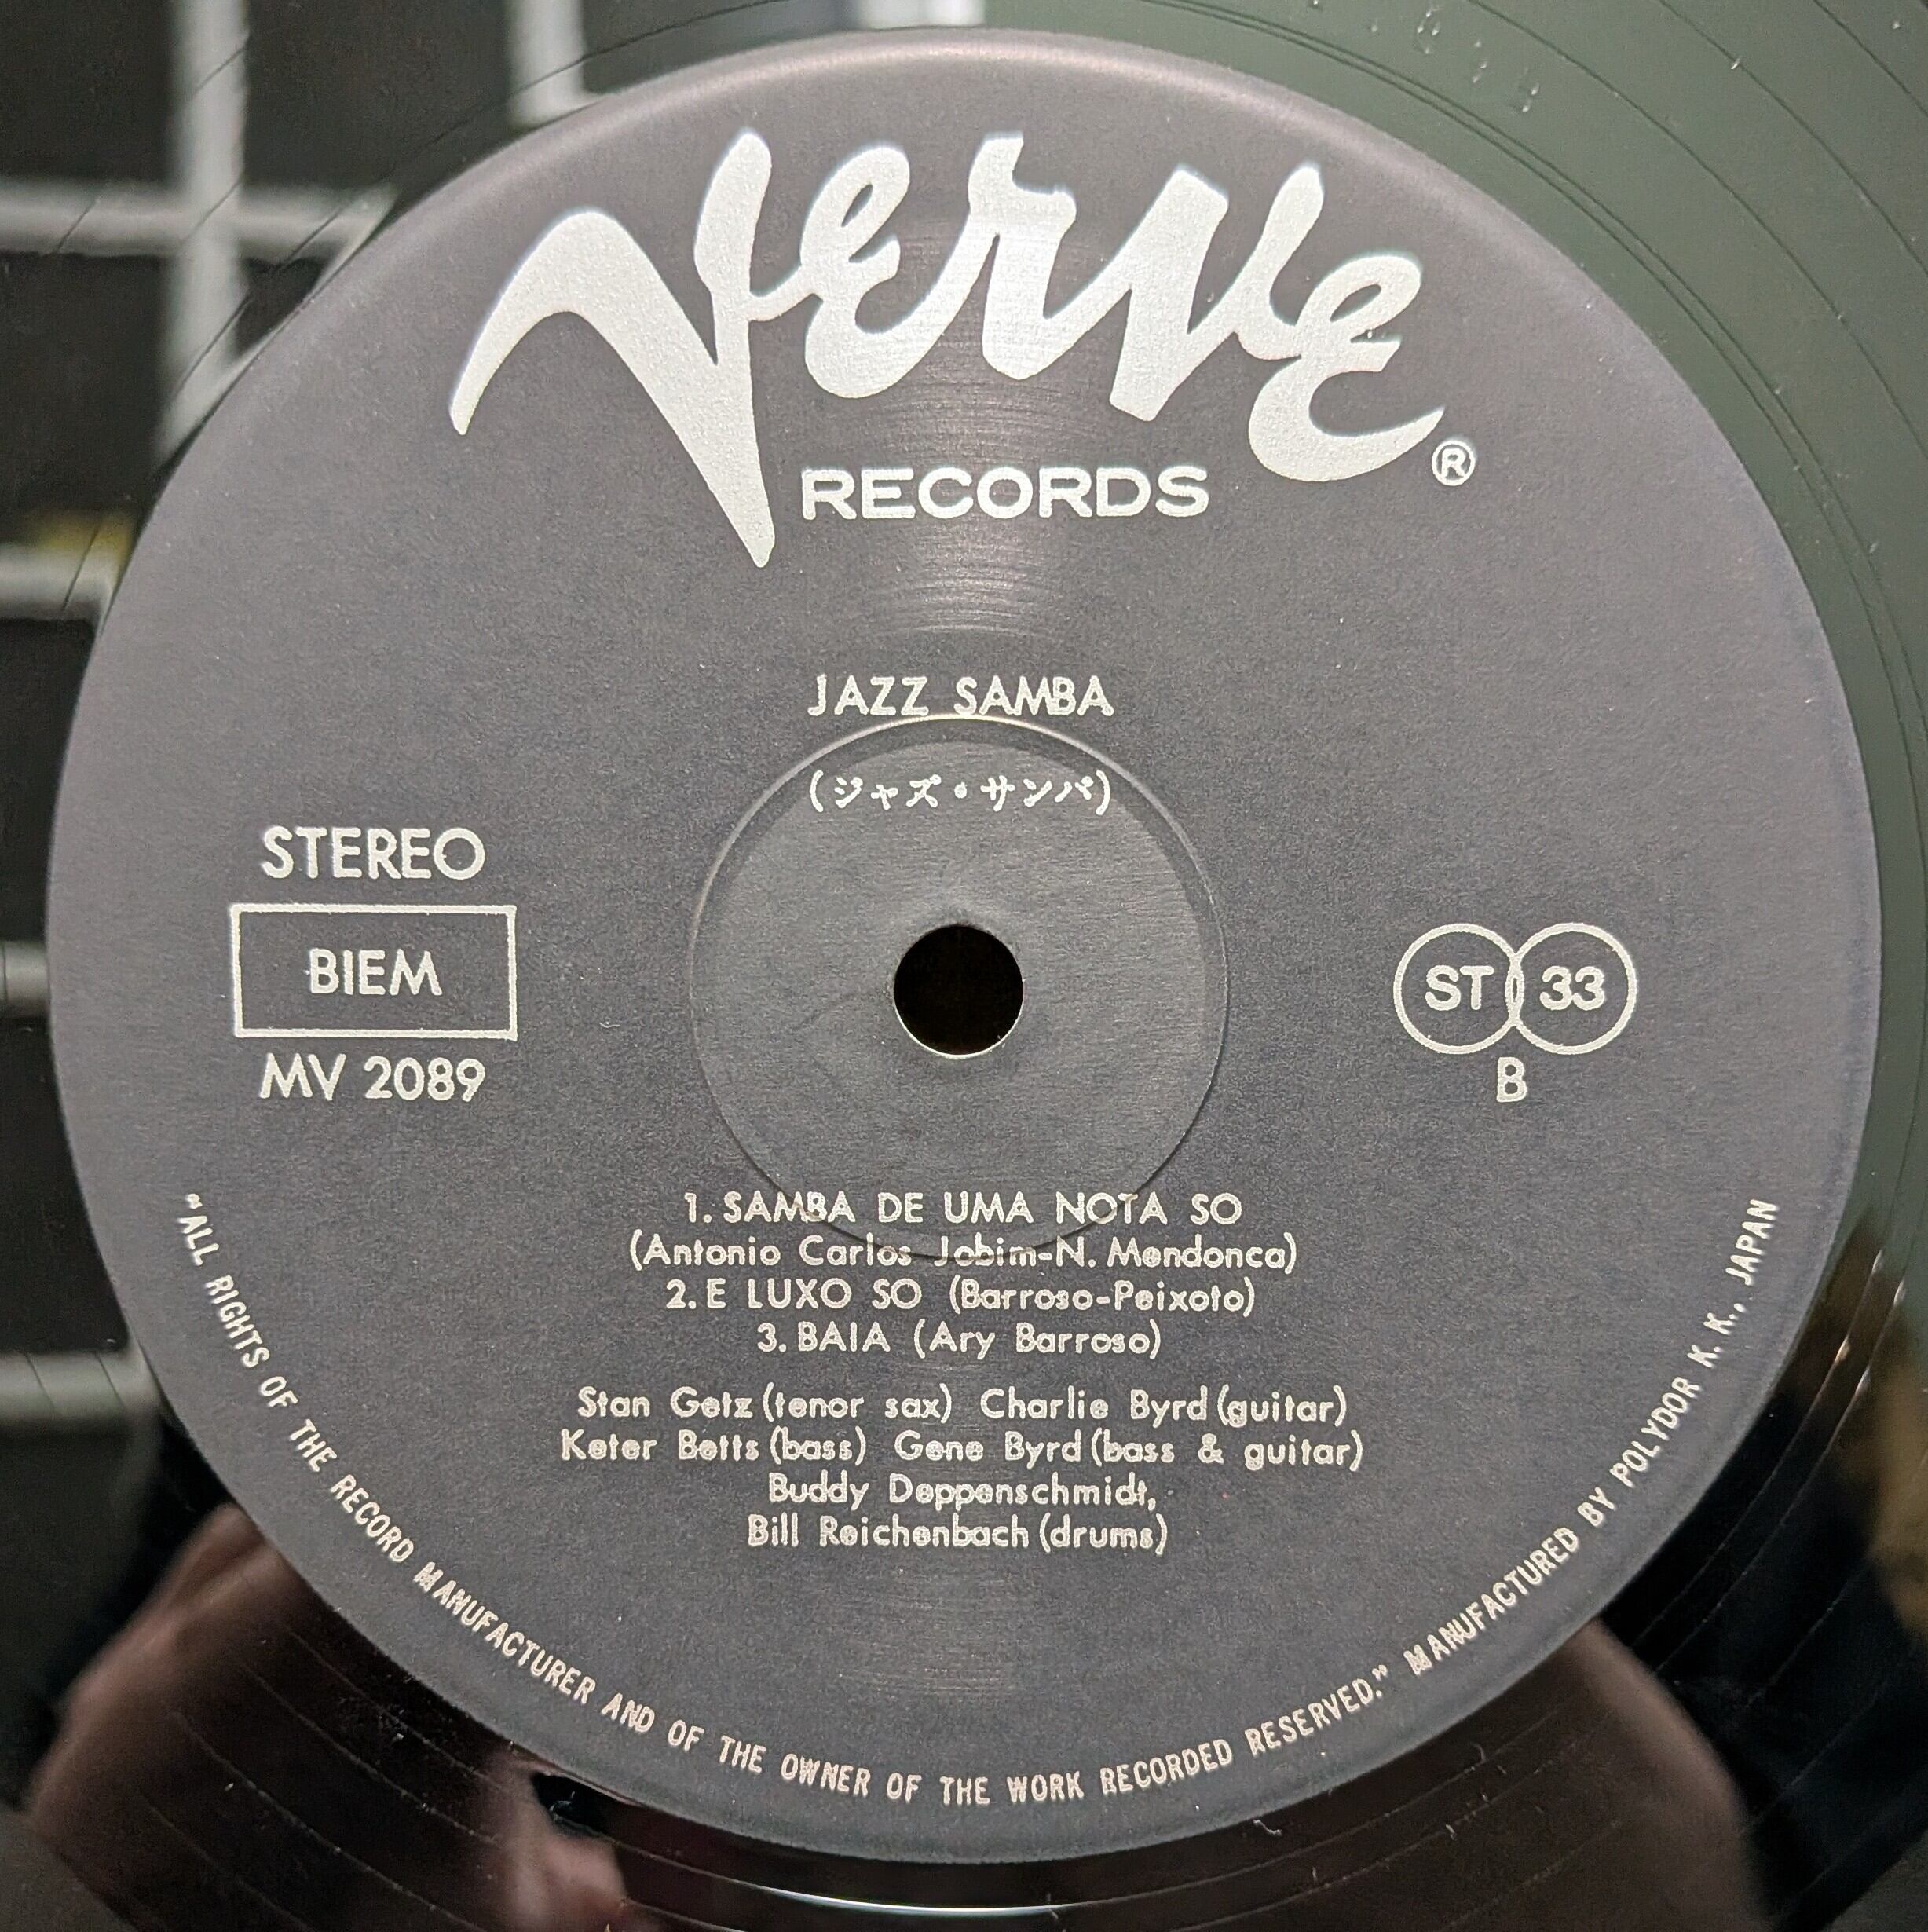 Verve ®
RECORDS
JAZZ SAMBA
(ジャズ・サンバ)
STEREO
BIEM
MV 2089
ST 33
B
1. SAMBA DE UMA NOTA SO
(Antonio Carlos Jobim-N. Mendonca)
2. E LUXO SO (Barroso-Peixoto)
3. BAIA (Ary Barroso)
Stan Getz (tenor sax) Charlie Byrd (guitar)
Keter Betts (bass) Gene Byrd (bass & guitar)
Buddy Deppenschmidt,
Bill Reichenbach (drums)
“ALL RIGHTS OF THE RECORD MANUFACTURER AND OF THE OWNER OF THE WORK RECORDED RESERVED.” MANUFACTURED BY POLYDOR K. K., JAPAN